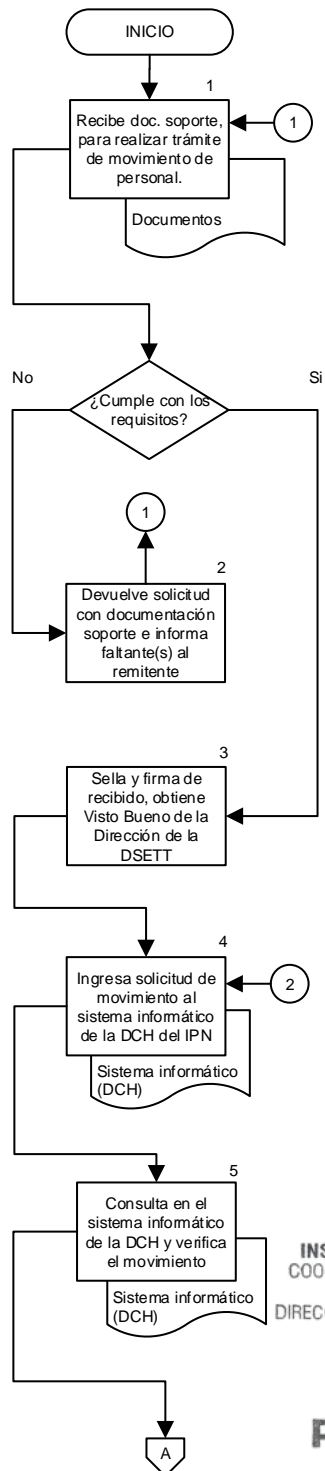 INICIO
1
Recibe doc. soporte,
para realizar trámite
de movimiento de
personal.
1
Documentos
No
Si
¿Cumple con los
requisitos?
1
2
Devuelve solicitud
con documentación
soporte e informa
faltante(s) al
remitente
3
Sella y firma de
recibido, obtiene
Visto Bueno de la
Dirección de la
DSETT
4
Ingresa solicitud de
movimiento al
sistema informático
de la DCH del IPN
2
Sistema informático
(DCH)
5
Consulta en el
sistema informático
de la DCH y verifica
el movimiento
Sistema informático
(DCH)
A